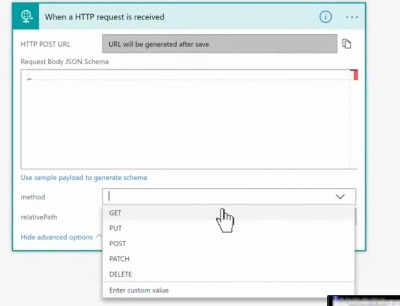 When a HTTP request is received
HTTP POST URL
URL will be generated after save
Request Body JSON Schema
Use sample payload to generate schema
method
GET
relativePath
PUT
Hide advanced options
POST
PATCH
DELETE
Enter custom value